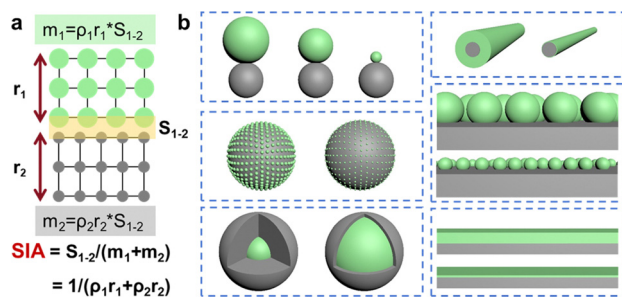 a
m₁=ρ₁r₁*S₁₋₂
r₁
S₁₋₂
r₂
m₂=ρ₂r₂*S₁₋₂
SIA = S₁₋₂/(m₁+m₂)
= 1/(ρ₁r₁+ρ₂r₂)
b